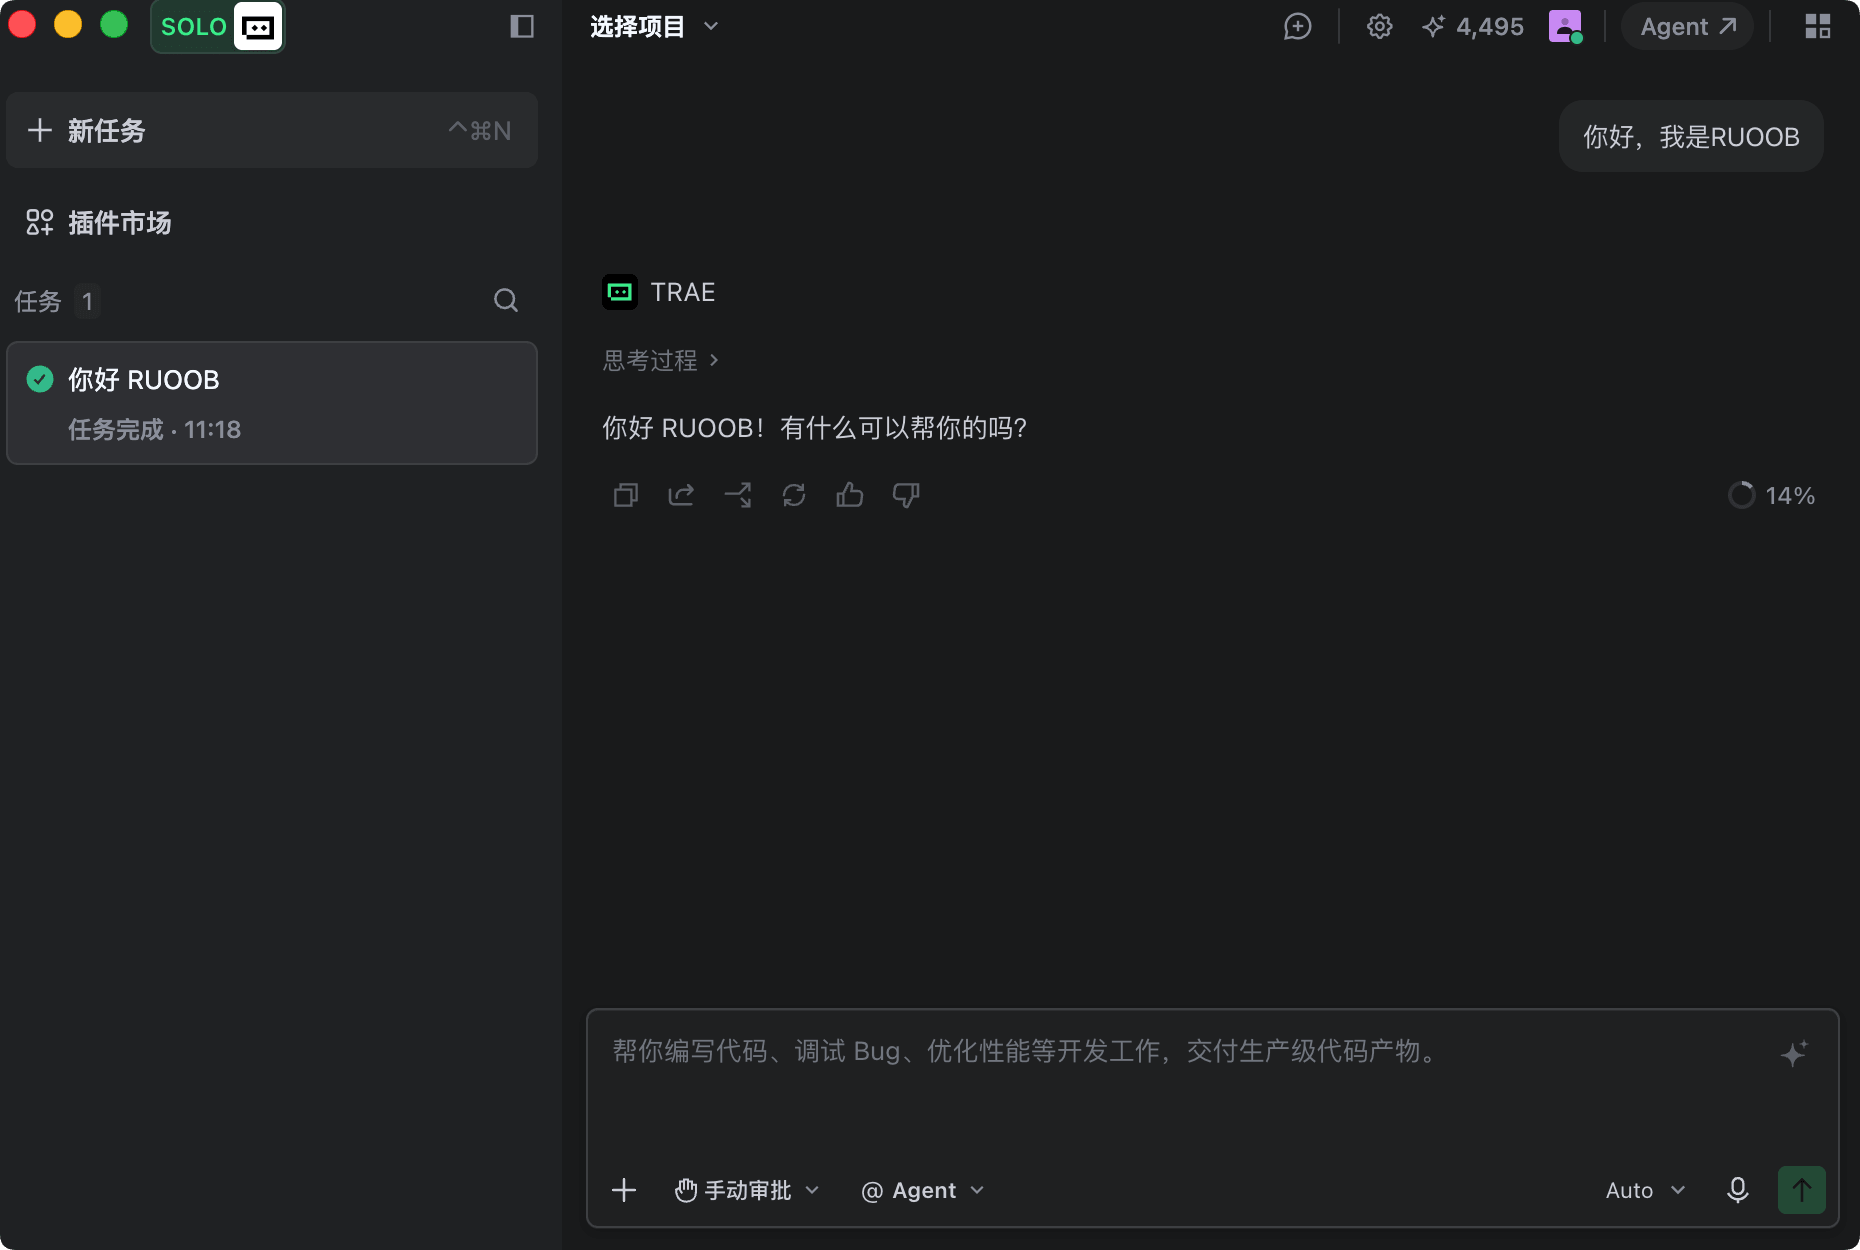 SOLO
选择项目
4,495
Agent
新任务
^⌘N
插件市场
任务 1
你好 RUOOB
任务完成 · 11:18
你好，我是RUOOB
TRAE
思考过程
你好 RUOOB！有什么可以帮你的吗?
14%
帮你编写代码、调试 Bug、优化性能等开发工作，交付生产级代码产物。
手动审批
@ Agent
Auto